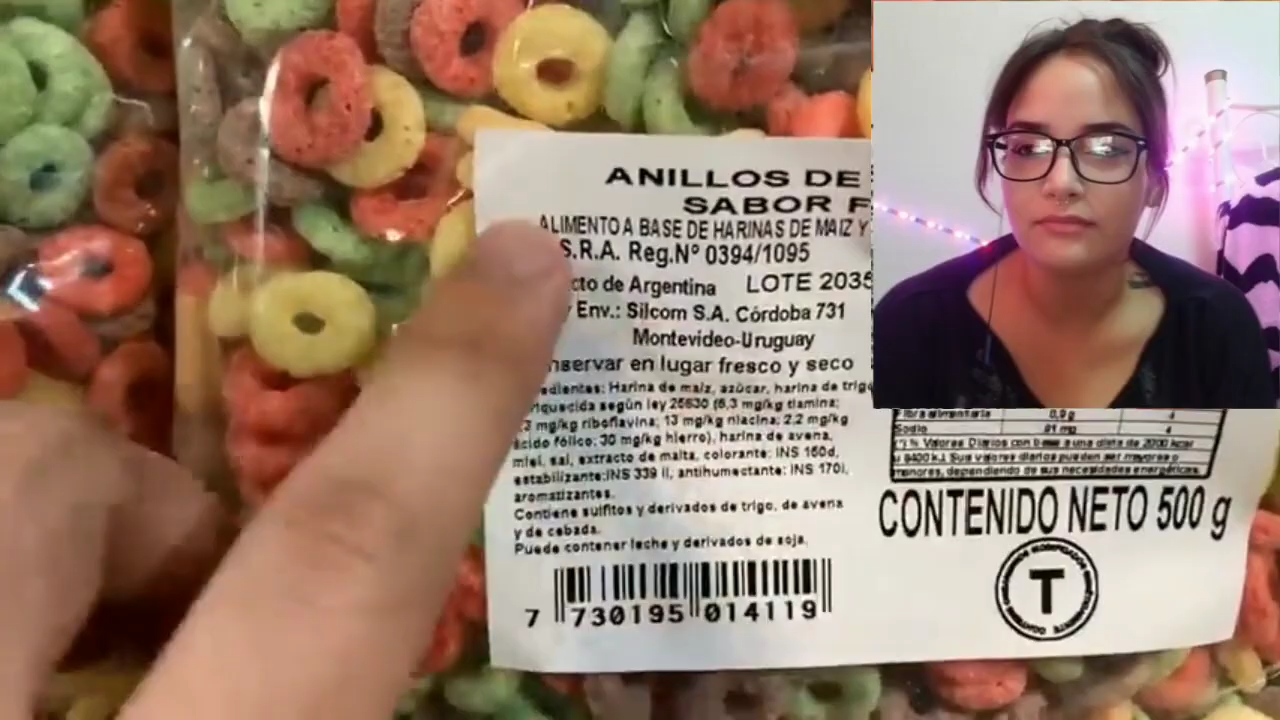 ANILLOS DE
SABOR F
ALIMENTO A BASE DE HARINAS DE MAIZ Y
S.R.A. Reg.Nº 0394/1095
cto de Argentina LOTE 2035
Env.: Silcom S.A. Córdoba 731
Montevideo-Uruguay
nservar en lugar fresco y seco
edientes: Harina de maíz, azúcar, harina de trigo
riquecida según ley 25630 (6,3 mg/kg tiamina;
,3 mg/kg riboflavina; 13 mg/kg niacina; 2,2 mg/kg
ácido fólico; 30 mg/kg hierro), harina de avena,
miel, sal, extracto de malta, colorante: INS 150d,
estabilizante:INS 339 II, antihumectante: INS 170i,
aromatizantes.
Contiene sulfitos y derivados de trigo, de avena
y de cebada.
Puede contener leche y derivados de soja.
7 730195 014119
Fibra alimentaria 0,9 g 4
Sodio 91 mg 4
*) % Valores Diarios con base a una dieta de 2000 kcal
u 8400 kJ. Sus valores diarios pueden ser mayores o
menores, dependiendo de sus necesidades energéticas.
CONTENIDO NETO 500 g
T